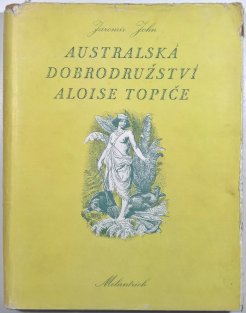 Jaromír John
AUSTRALSKÁ
DOBRODRUŽSTVÍ
ALOISE TOPIČE
Melantrich